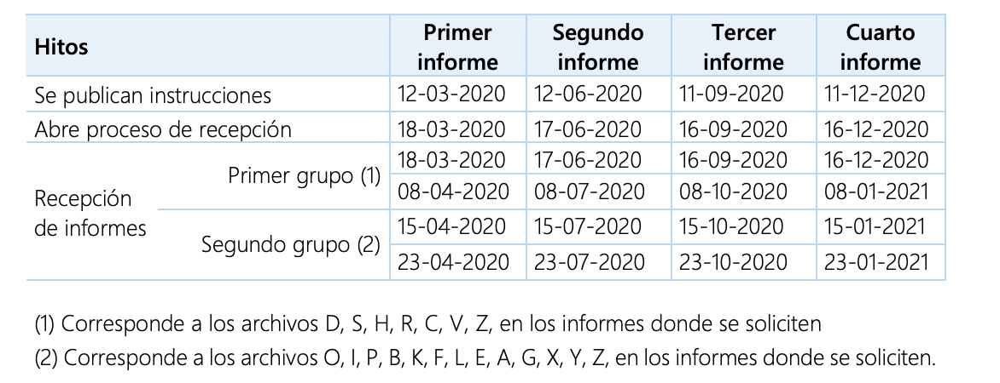 Hitos Primer informe Segundo informe Tercer informe Cuarto informe
Se publican instrucciones 12-03-2020 12-06-2020 11-09-2020 11-12-2020
Abre proceso de recepción 18-03-2020 17-06-2020 16-09-2020 16-12-2020
Recepción de informes
Primer grupo (1) 18-03-2020 17-06-2020 16-09-2020 16-12-2020
08-04-2020 08-07-2020 08-10-2020 08-01-2021
Segundo grupo (2) 15-04-2020 15-07-2020 15-10-2020 15-01-2021
23-04-2020 23-07-2020 23-10-2020 23-01-2021
(1) Corresponde a los archivos D, S, H, R, C, V, Z, en los informes donde se soliciten
(2) Corresponde a los archivos O, I, P, B, K, F, L, E, A, G, X, Y, Z, en los informes donde se soliciten.